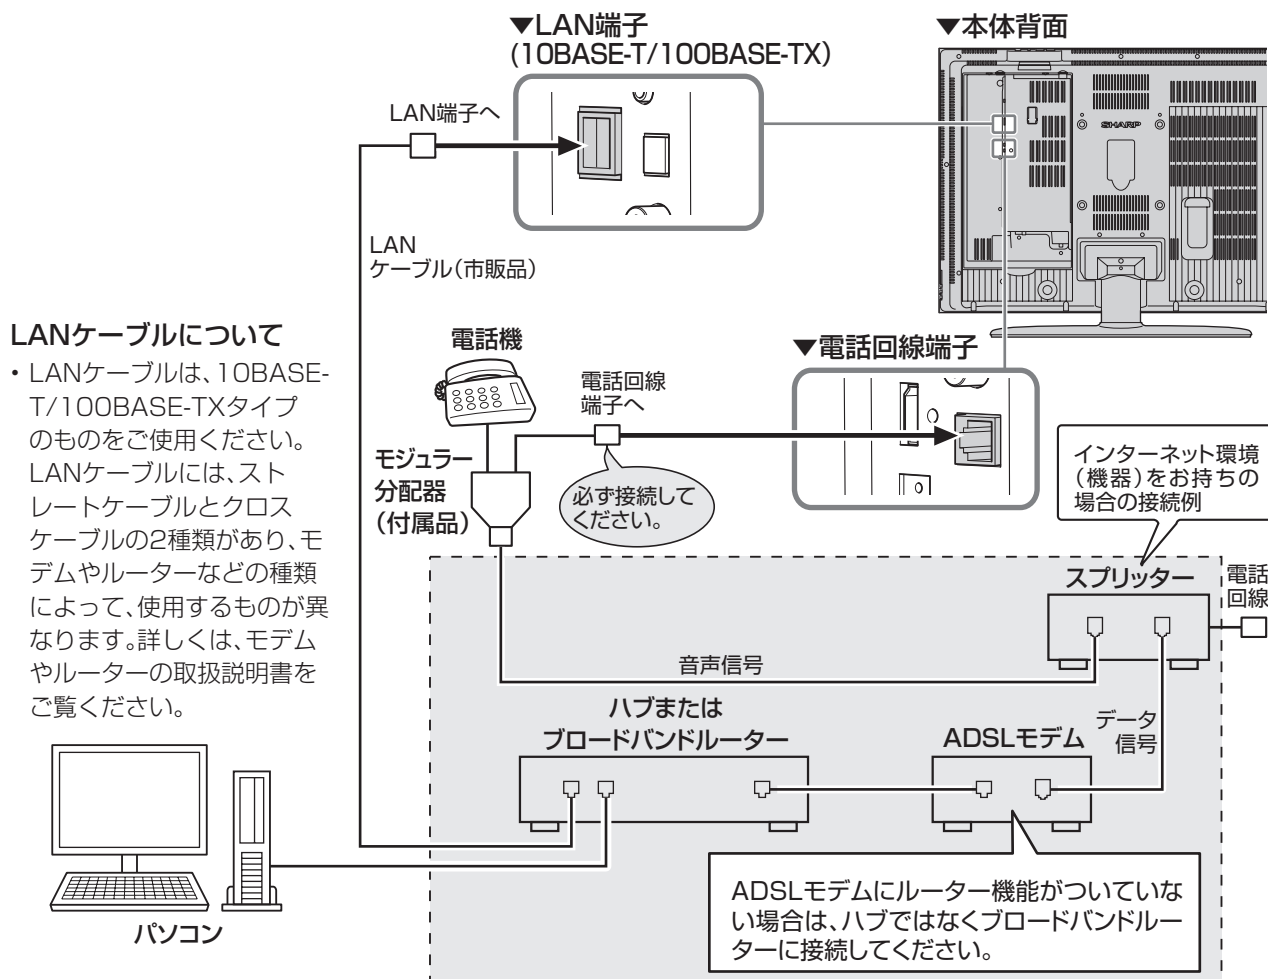 ▼LAN端子
(10BASE-T/100BASE-TX)
▼本体背面
LAN端子へ
SHARP
LAN
ケーブル(市販品)
LANケーブルについて
・LANケーブルは、10BASE-
T/100BASE-TXタイプ
のものをご使用ください。
LANケーブルには、スト
レートケーブルとクロス
ケーブルの2種類があり、モ
デムやルーターなどの種類
によって、使用するものが異
なります。詳しくは、モデム
やルーターの取扱説明書を
ご覧ください。
電話機
電話回線
端子へ
▼電話回線端子
モジュラー
分配器
(付属品)
必ず接続して
ください。
インターネット環境
(機器)をお持ちの
場合の接続例
スプリッター
電話
回線
音声信号
ハブまたは
ブロードバンドルーター
ADSLモデム
データ
信号
ADSLモデムにルーター機能がついていな
い場合は、ハブではなくブロードバンドルー
ターに接続してください。
パソコン